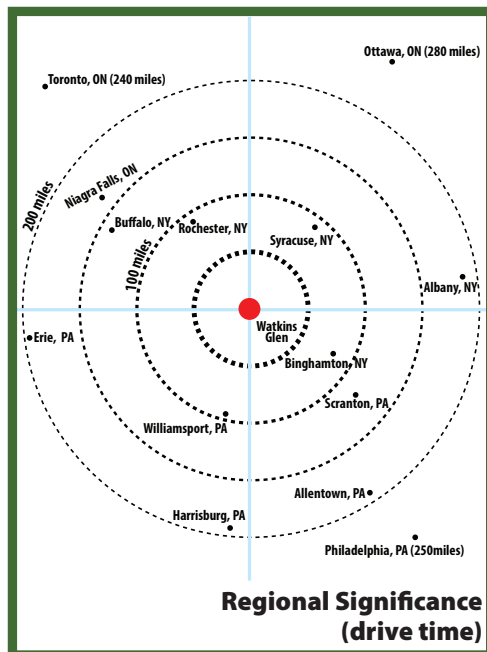 Ottawa, ON (280 miles)
Toronto, ON (240 miles)
Niagra Falls, ON
200 miles
Buffalo, NY
Rochester, NY
Syracuse, NY
100 miles
Albany, NY
Watkins
Glen
Erie, PA
Binghamton, NY
Scranton, PA
Williamsport, PA
Allentown, PA
Harrisburg, PA
Philadelphia, PA (250miles)
Regional Significance
(drive time)